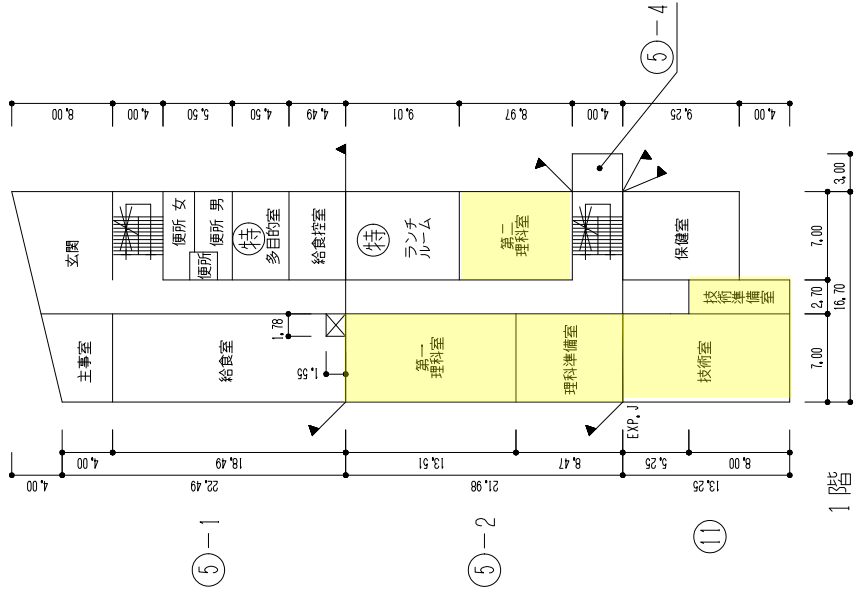 8.00
4.00
5.50
4.50
4.49
9.01
8.97
4.00
9.25
4.00
⑤-4
玄関
便所 女
便所 男
便所
特
多目的室
給食控室
特
ランチ
ルーム
第二
理科室
保健室
技術
準備
室
主事室
給食室
1.78
1.55
第一
理科室
理科準備室
技術室
EXP.J
3.00
7.00
2.70
7.00
16.70
4.00
18.49
13.51
8.47
5.25
8.00
4.00
22.49
21.98
13.25
⑤-1
⑤-2
⑪
1階